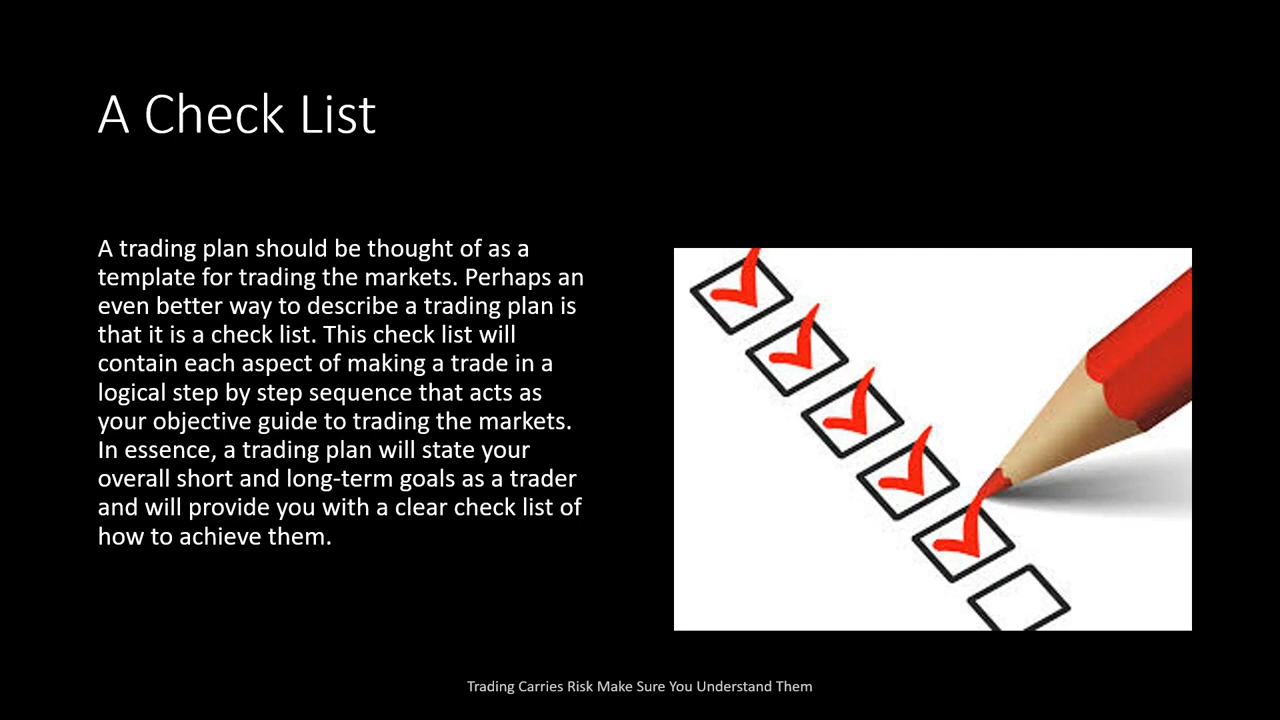 A Check List
A trading plan should be thought of as a
template for trading the markets. Perhaps an
even better way to describe a trading plan is
that it is a check list. This check list will
contain each aspect of making a trade in a
logical step by step sequence that acts as
your objective guide to trading the markets.
In essence, a trading plan will state your
overall short and long-term goals as a trader
and will provide you with a clear check list of
how to achieve them.
Trading Carries Risk Make Sure You Understand Them